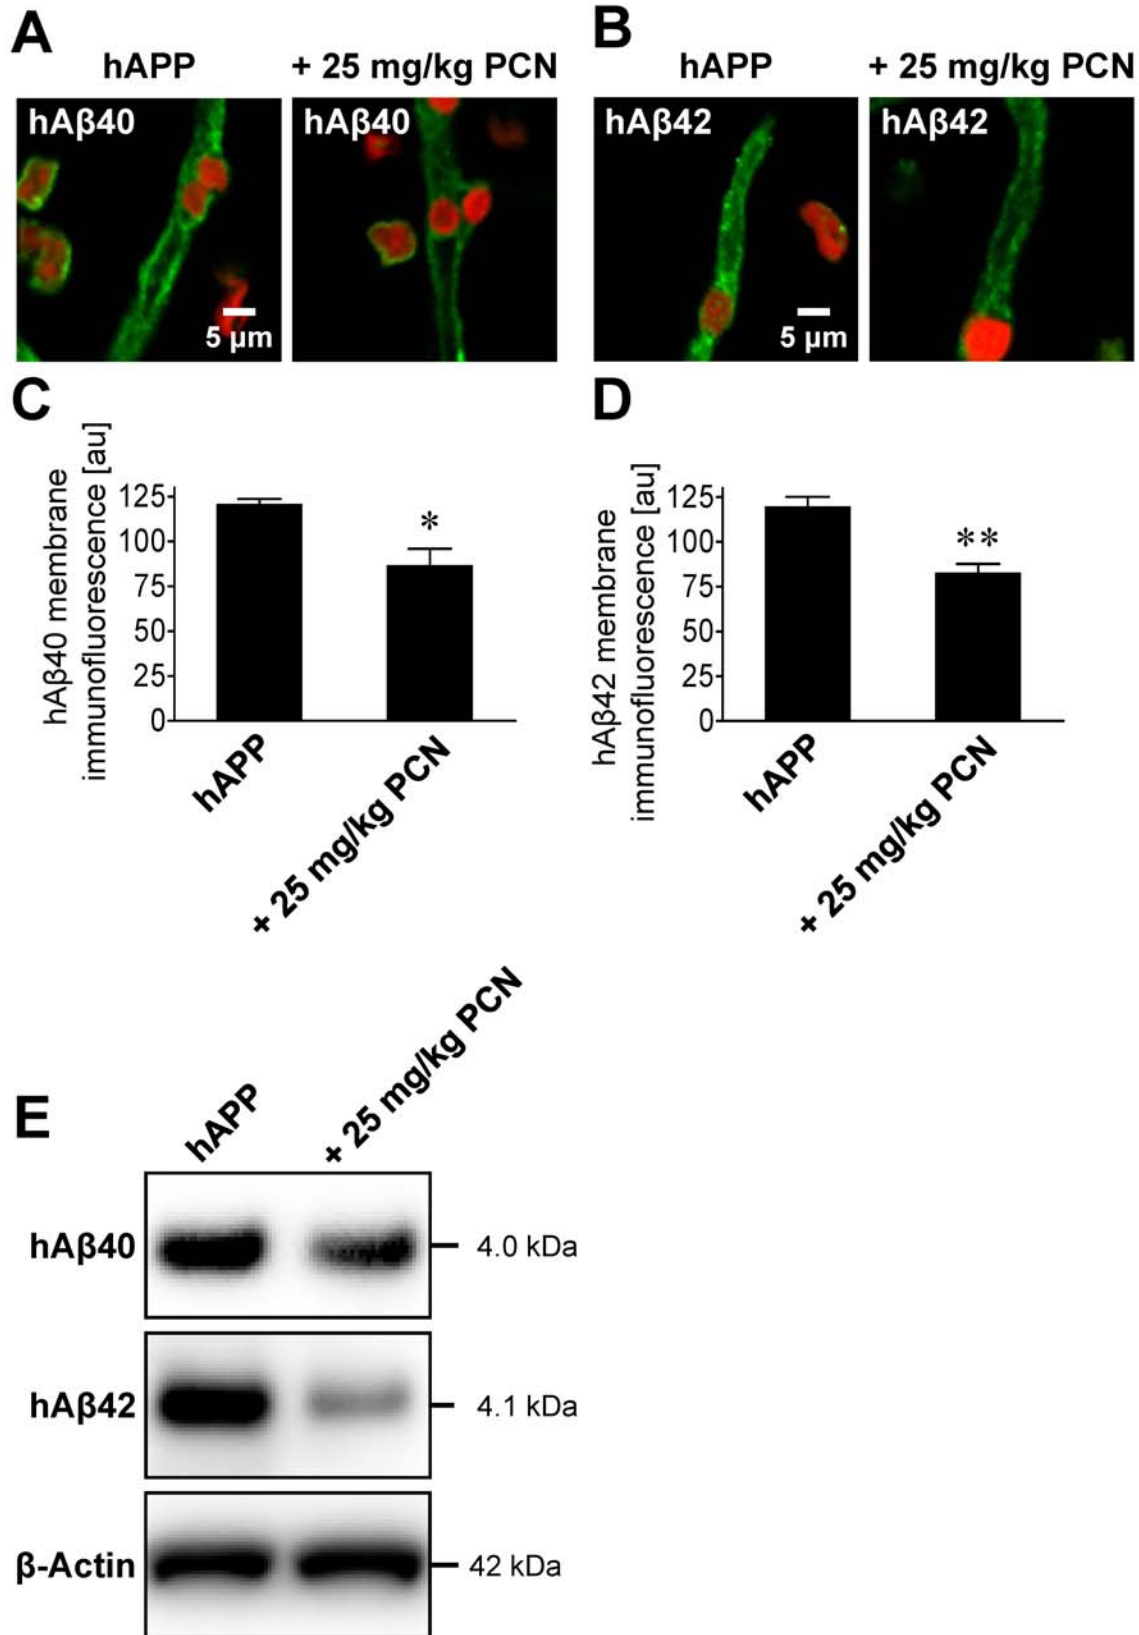 A
hAPP
+ 25 mg/kg PCN
hAβ40
hAβ40
5 μm
B
hAPP
+ 25 mg/kg PCN
hAβ42
hAβ42
5 μm
C
hAβ40 membrane
immunofluorescence [au]
125
100
75
50
25
0
*
hAPP
+ 25 mg/kg PCN
D
hAβ42 membrane
immunofluorescence [au]
125
100
75
50
25
0
**
hAPP
+ 25 mg/kg PCN
E
hAPP
+ 25 mg/kg PCN
hAβ40
4.0 kDa
hAβ42
4.1 kDa
β-Actin
42 kDa